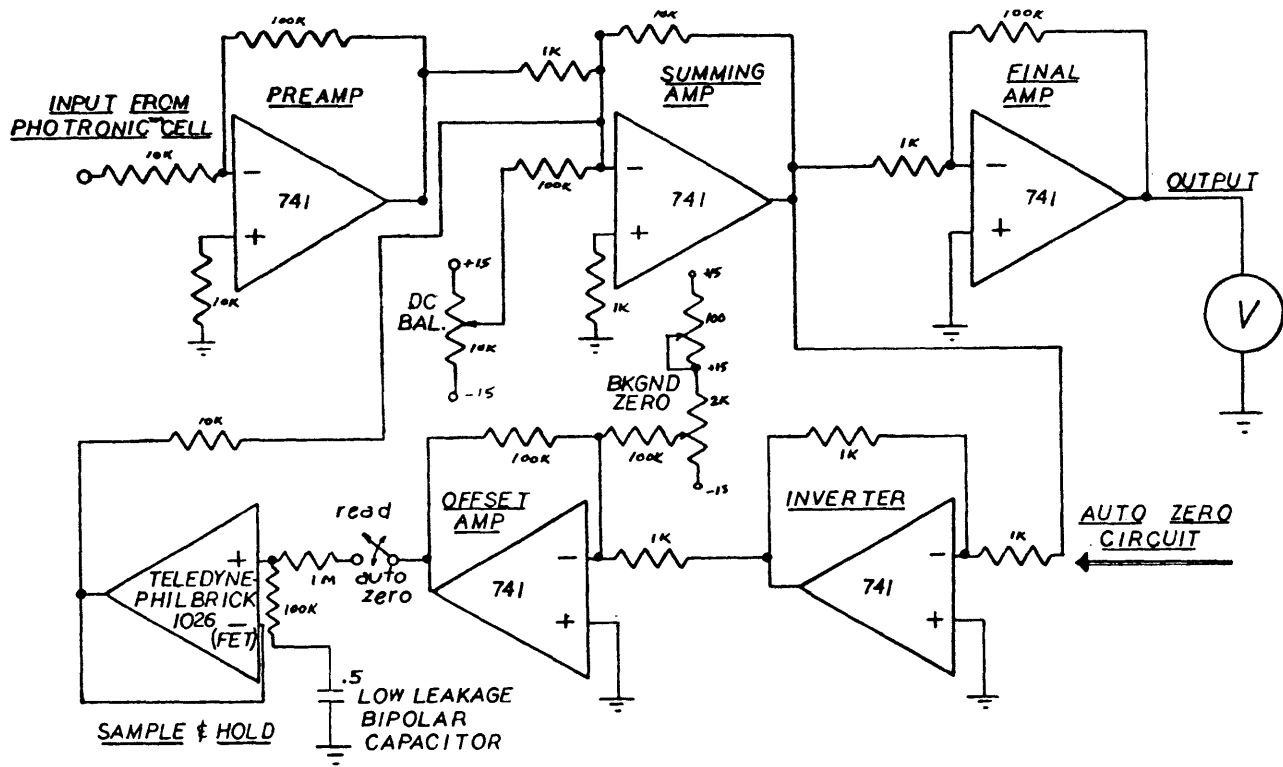 100K
10K
100K
1K
SUMMING
AMP
FINAL
AMP
PREAMP
INPUT FROM
PHOTRONIC CELL
10K
741
100K
741
1K
741
OUTPUT
-
+
-
+
-
+
10K
+15
DC
BAL.
10K
-15
1K
+15
100
+15
BKGND
ZERO
2K
-15
V
10K
100K
100K
1K
OFFSET
AMP
INVERTER
AUTO ZERO
CIRCUIT
read
auto
zero
1M
+
TELEDYNE-
PHILBRICK
1026
(FET)
-
100K
741
-
+
1K
741
-
+
1K
.5
LOW LEAKAGE
BIPOLAR
CAPACITOR
SAMPLE & HOLD